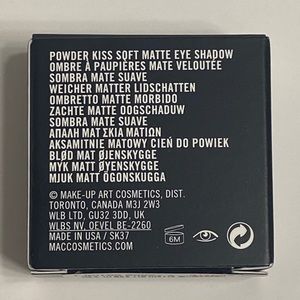 POWDER KISS SOFT MATTE EYE SHADOW
OMBRE À PAUPIÈRES MATE VELOUTÉE
SOMBRA MATE SUAVE
WEICHER MATTER LIDSCHATTEN
OMBRETTO MATTE MORBIDO
ZACHTE MATTE OOGSCHADUW
SOMBRA MATE SUAVE
ΑΠΑΛΗ ΜΑΤ ΣΚΙΑ ΜΑΤΙΩΝ
AKSAMITNIE MATOWY CIEŃ DO POWIEK
BLØD MAT ØJENSKYGGE
MYK MATT ØYENSKYGGE
MJUK MATT ÖGONSKUGGA
© MAKE-UP ART COSMETICS, DIST.
TORONTO, CANADA M3J 2W3
WLB LTD, GU32 3DD, UK
WLBS NV, OEVEL BE-2260
MADE IN USA / SK37
MACCOSMETICS.COM
6M